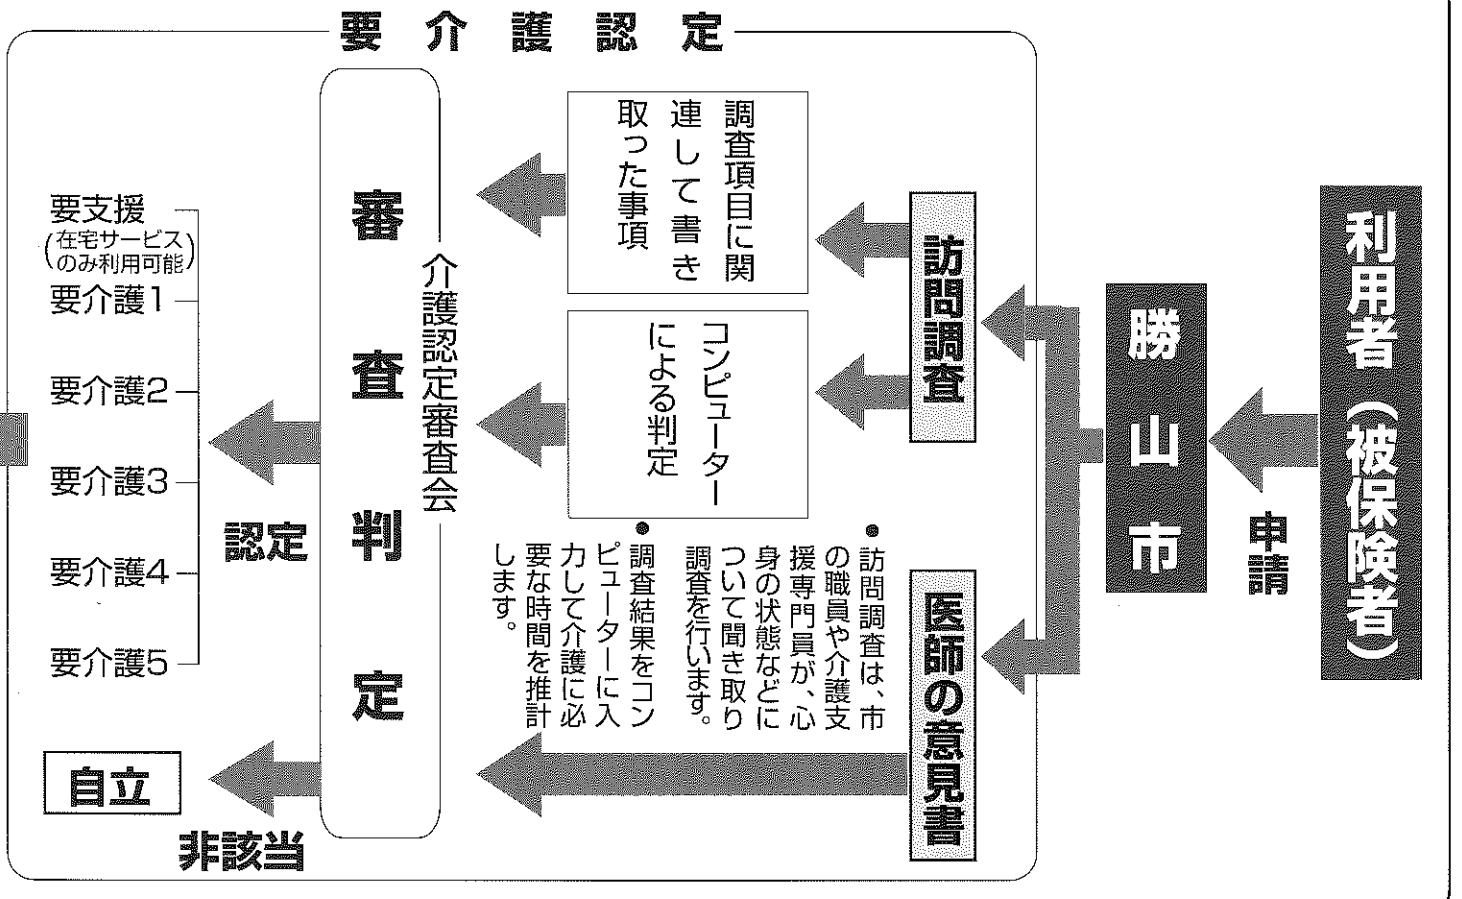 要介護認定
利用者（被保険者）
申請
勝山市
訪問調査
医師の意見書
調査項目に関
連して書き
取った事項
コンピューター
による判定
●訪問調査は、市
の職員や介護支
援専門員が、心
身の状態などに
ついて聞き取り
調査を行います。
●調査結果をコン
ピューターに入
力して介護に必
要な時間を推計
します。
介護認定審査会
審査判定
認定
非該当
要支援
（在宅サービス
のみ利用可能）
要介護1
要介護2
要介護3
要介護4
要介護5
自立